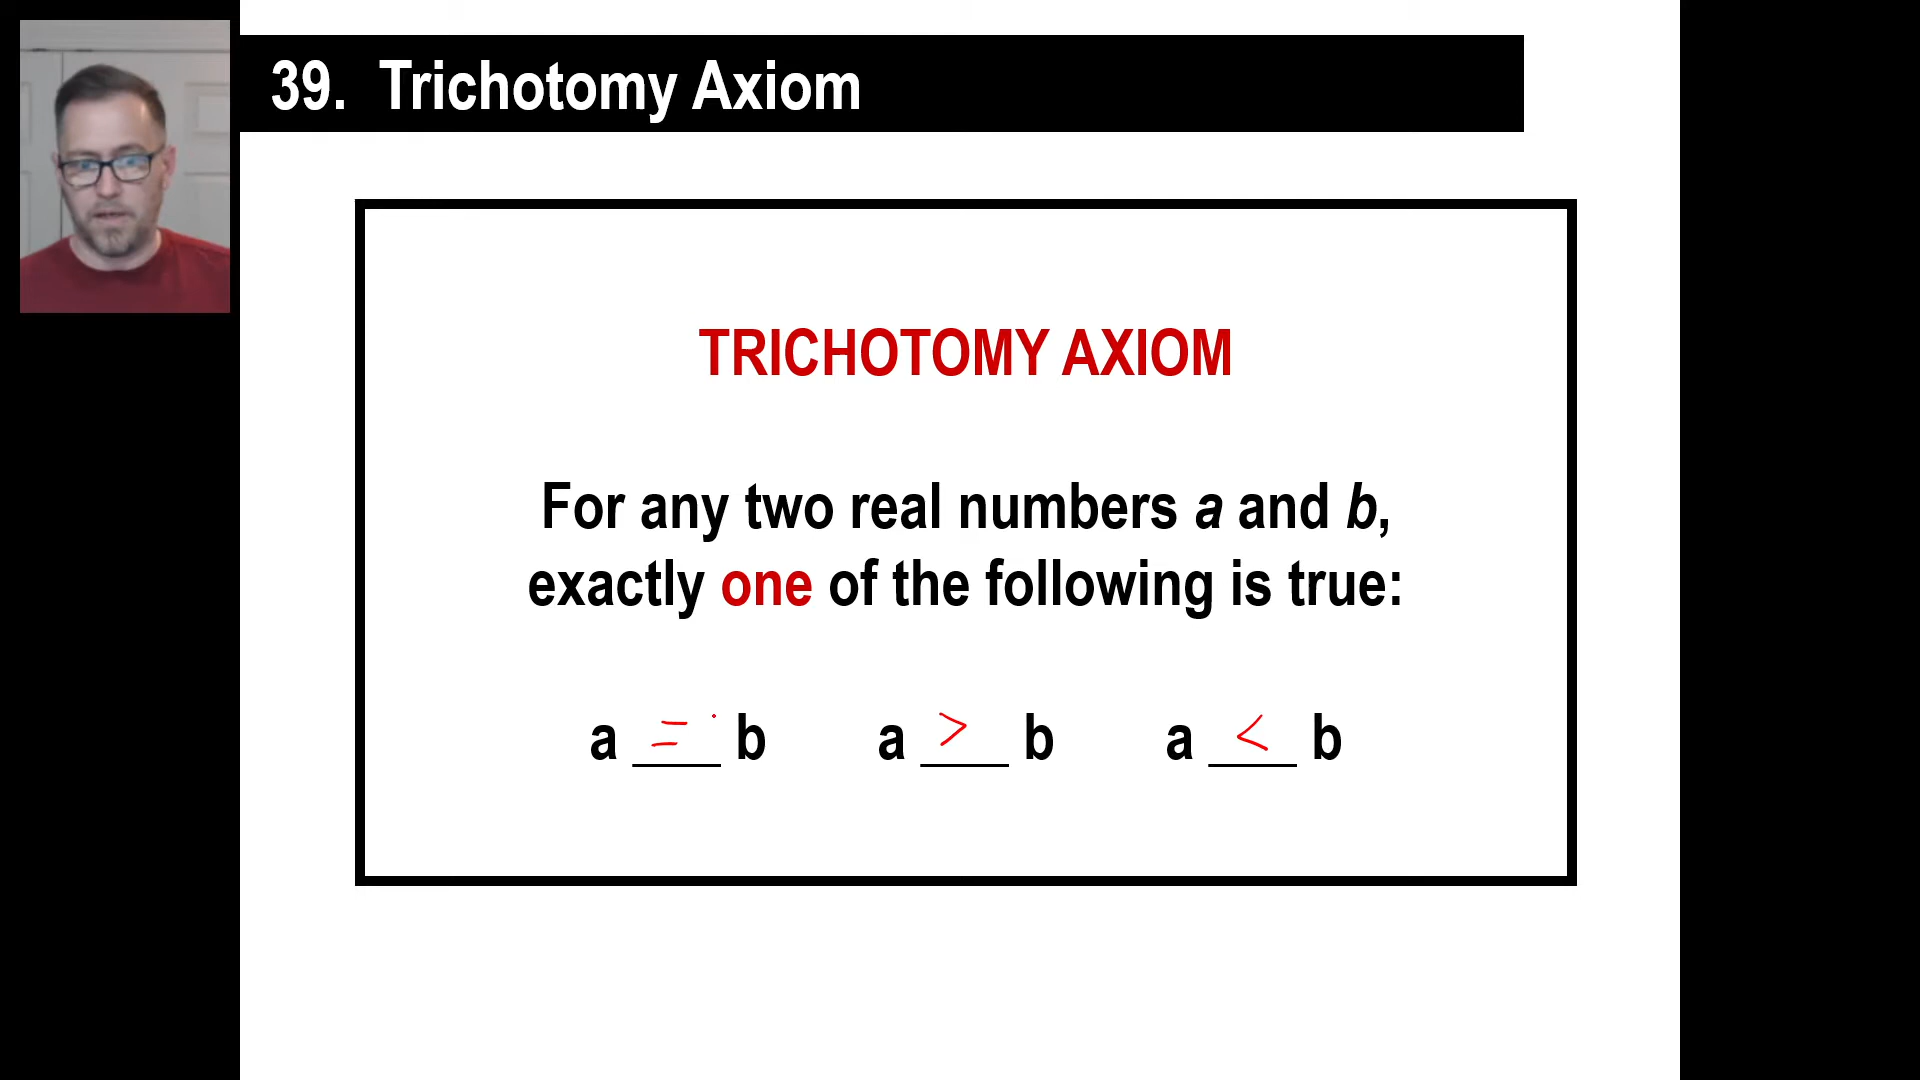 39. Trichotomy Axiom
TRICHOTOMY AXIOM
For any two real numbers a and b,
exactly one of the following is true:
a = b a > b a < b